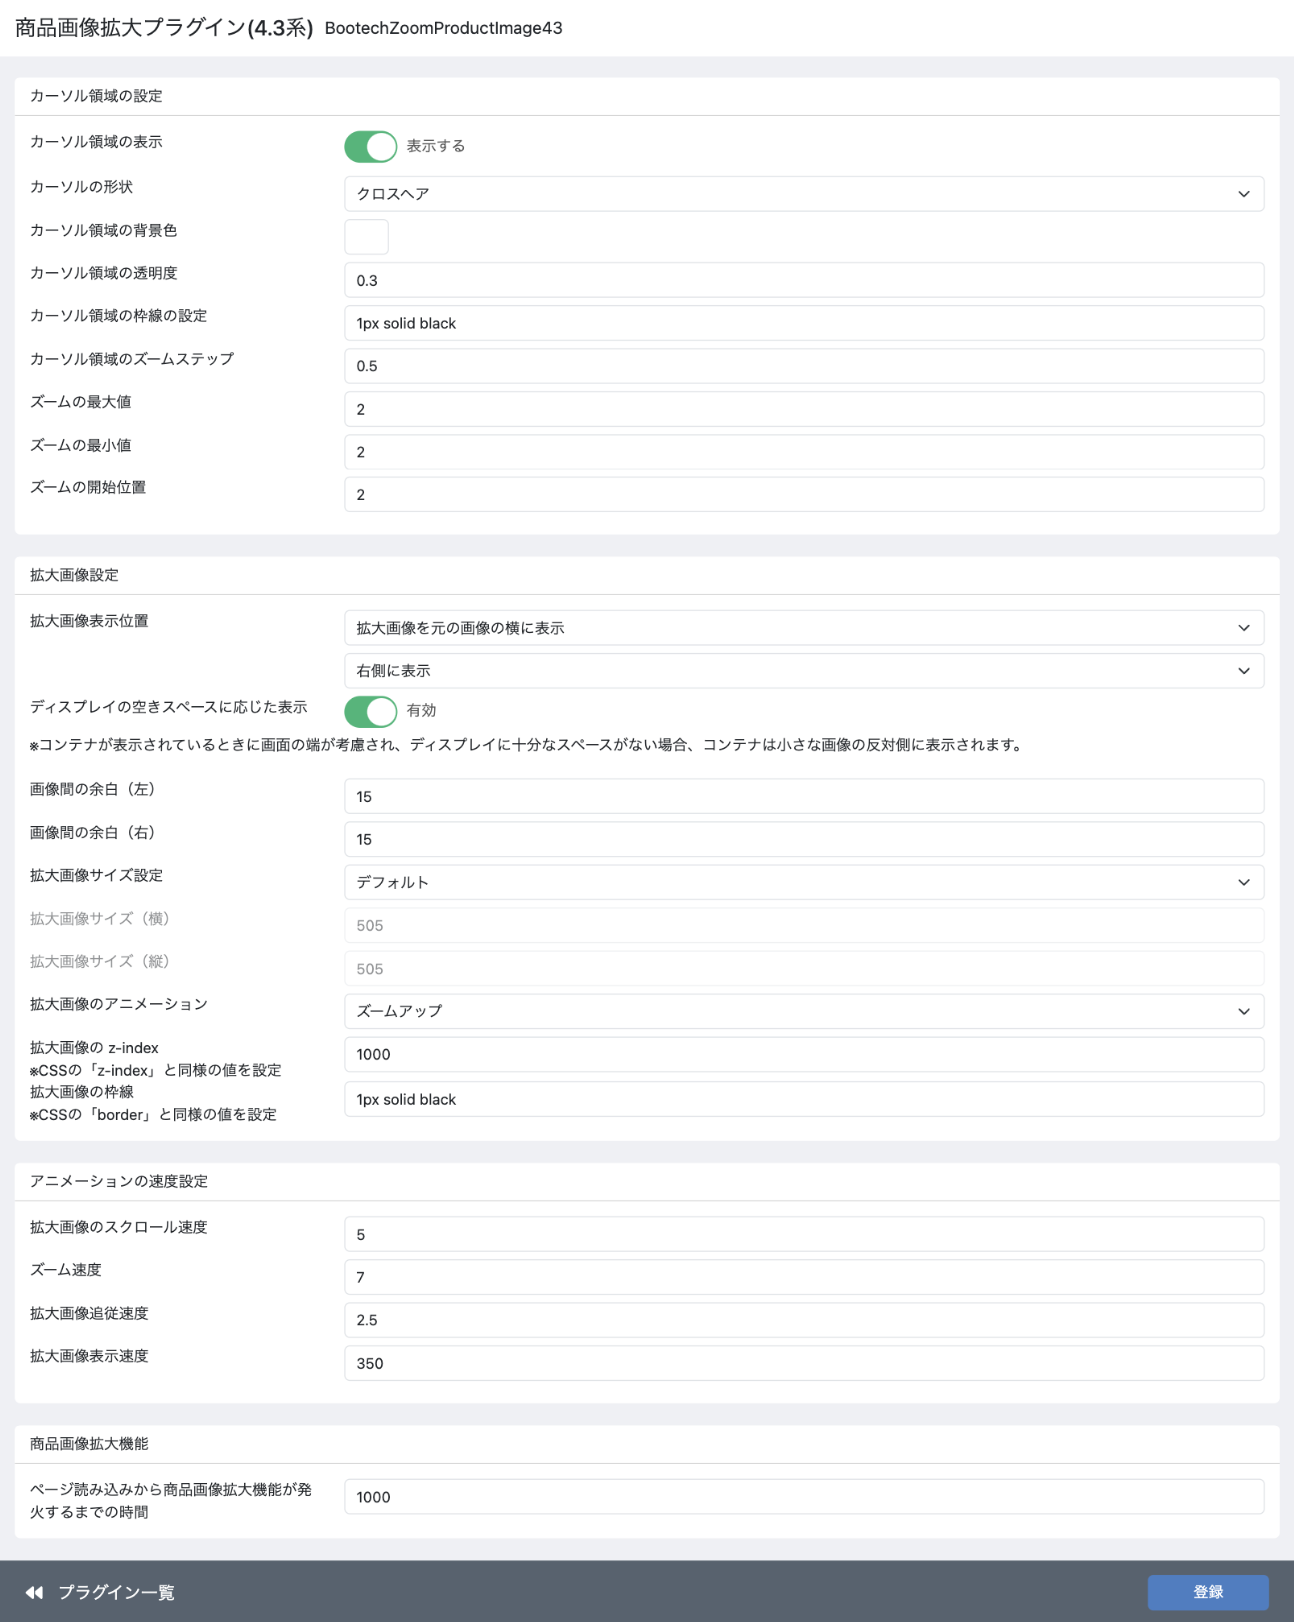 商品画像拡大プラグイン(4.3系) BootechZoomProductImage43
カーソル領域の設定
カーソル領域の表示
表示する
カーソルの形状
クロスヘア
カーソル領域の背景色
カーソル領域の透明度
0.3
カーソル領域の枠線の設定
1px solid black
カーソル領域のズームステップ
0.5
ズームの最大値
2
ズームの最小値
2
ズームの開始位置
2
拡大画像設定
拡大画像表示位置
拡大画像を元の画像の横に表示
右側に表示
ディスプレイの空きスペースに応じた表示
有効
※コンテナが表示されているときに画面の端が考慮され、ディスプレイに十分なスペースがない場合、コンテナは小さな画像の反対側に表示されます。
画像間の余白（左）
15
画像間の余白（右）
15
拡大画像サイズ設定
デフォルト
拡大画像サイズ（横）
505
拡大画像サイズ（縦）
505
拡大画像のアニメーション
ズームアップ
拡大画像の z-index
※CSSの「z-index」と同様の値を設定
1000
拡大画像の枠線
※CSSの「border」と同様の値を設定
1px solid black
アニメーションの速度設定
拡大画像のスクロール速度
5
ズーム速度
7
拡大画像追従速度
2.5
拡大画像表示速度
350
商品画像拡大機能
ページ読み込みから商品画像拡大機能が発
火するまでの時間
1000
プラグイン一覧
登録